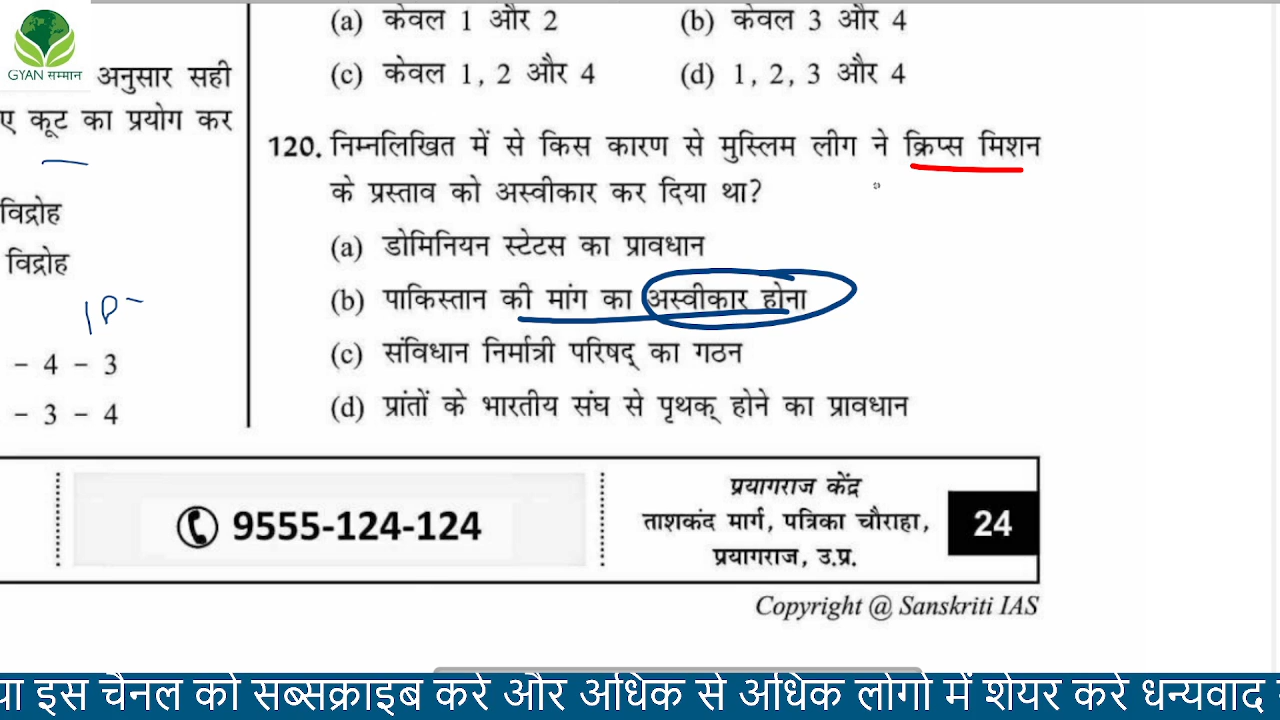 GYAN सम्मान
अनुसार सही
ए कूट का प्रयोग कर
विद्रोह
विद्रोह
– 4 – 3
– 3 – 4
(a) केवल 1 और 2 (b) केवल 3 और 4
(c) केवल 1, 2 और 4 (d) 1, 2, 3 और 4
120. निम्नलिखित में से किस कारण से मुस्लिम लीग ने क्रिप्स मिशन
के प्रस्ताव को अस्वीकार कर दिया था?
(a) डोमिनियन स्टेटस का प्रावधान
(b) पाकिस्तान की मांग का अस्वीकार होना
(c) संविधान निर्मात्री परिषद् का गठन
(d) प्रांतों के भारतीय संघ से पृथक् होने का प्रावधान
9555-124-124
प्रयागराज केंद्र
ताशकंद मार्ग, पत्रिका चौराहा,
प्रयागराज, उ.प्र.
24
Copyright @ Sanskriti IAS
या इस चैनल को सब्सक्राइब करे और अधिक से अधिक लोगो में शेयर करे धन्यवाद